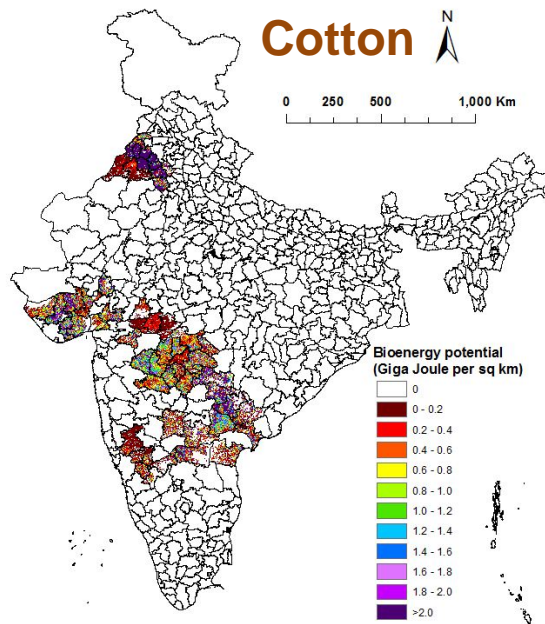 Cotton
N
0 250 500 1,000 Km
Bioenergy potential
(Giga Joule per sq km)
0
0 - 0.2
0.2 - 0.4
0.4 - 0.6
0.6 - 0.8
0.8 - 1.0
1.0 - 1.2
1.2 - 1.4
1.4 - 1.6
1.6 - 1.8
1.8 - 2.0
>2.0